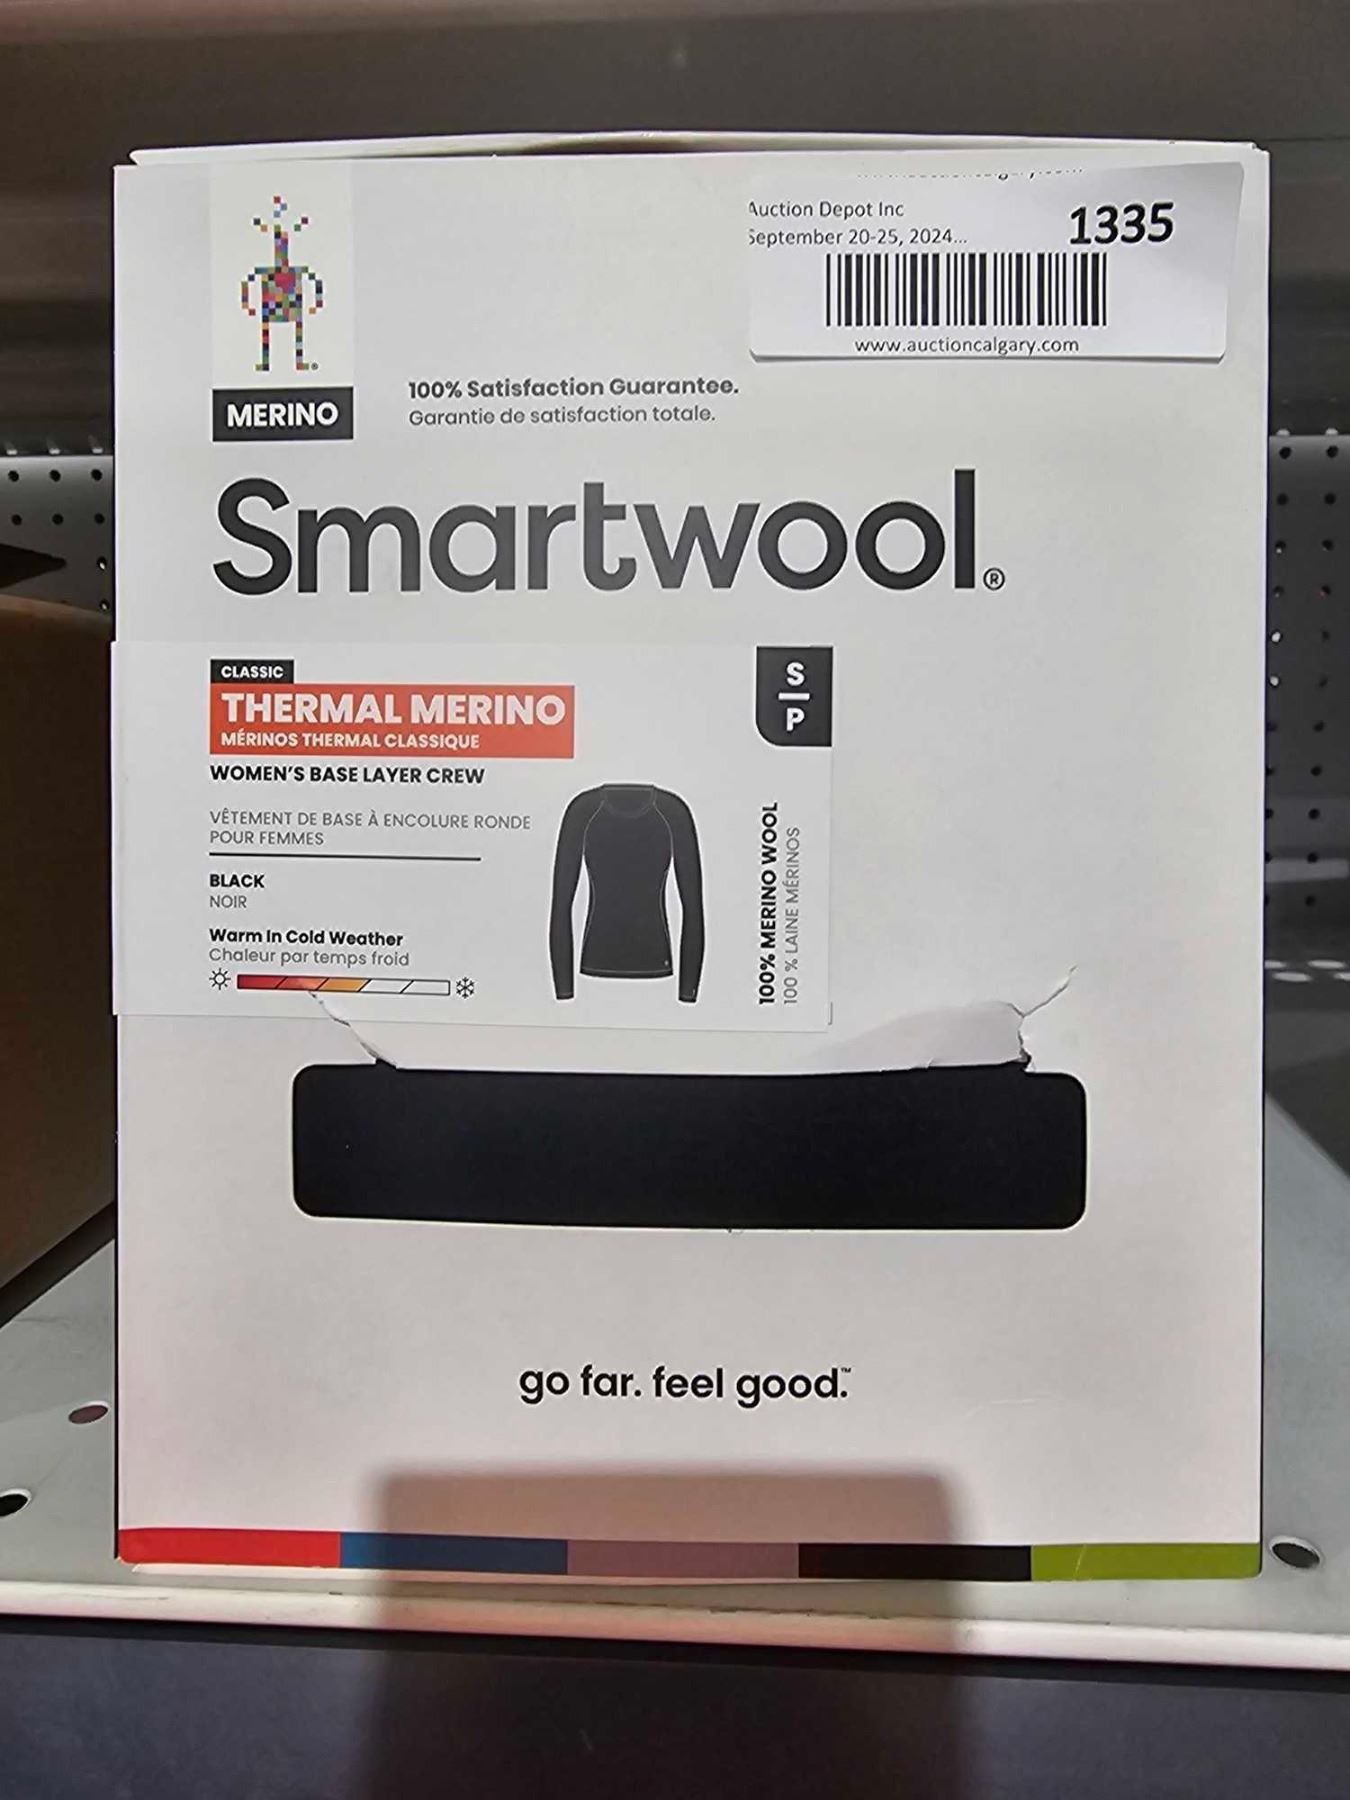 Auction Depot Inc
September 20-25, 2024...
1335
www.auctioncalgary.com
MERINO
100% Satisfaction Guarantee.
Garantie de satisfaction totale.
Smartwool®
CLASSIC
THERMAL MERINO
MÉRINOS THERMAL CLASSIQUE
WOMEN'S BASE LAYER CREW
VÊTEMENT DE BASE À ENCOLURE RONDE
POUR FEMMES
BLACK
NOIR
Warm In Cold Weather
Chaleur par temps froid
S
P
100% MERINO WOOL
100 % LAINE MÉRINOS
go far. feel good.™